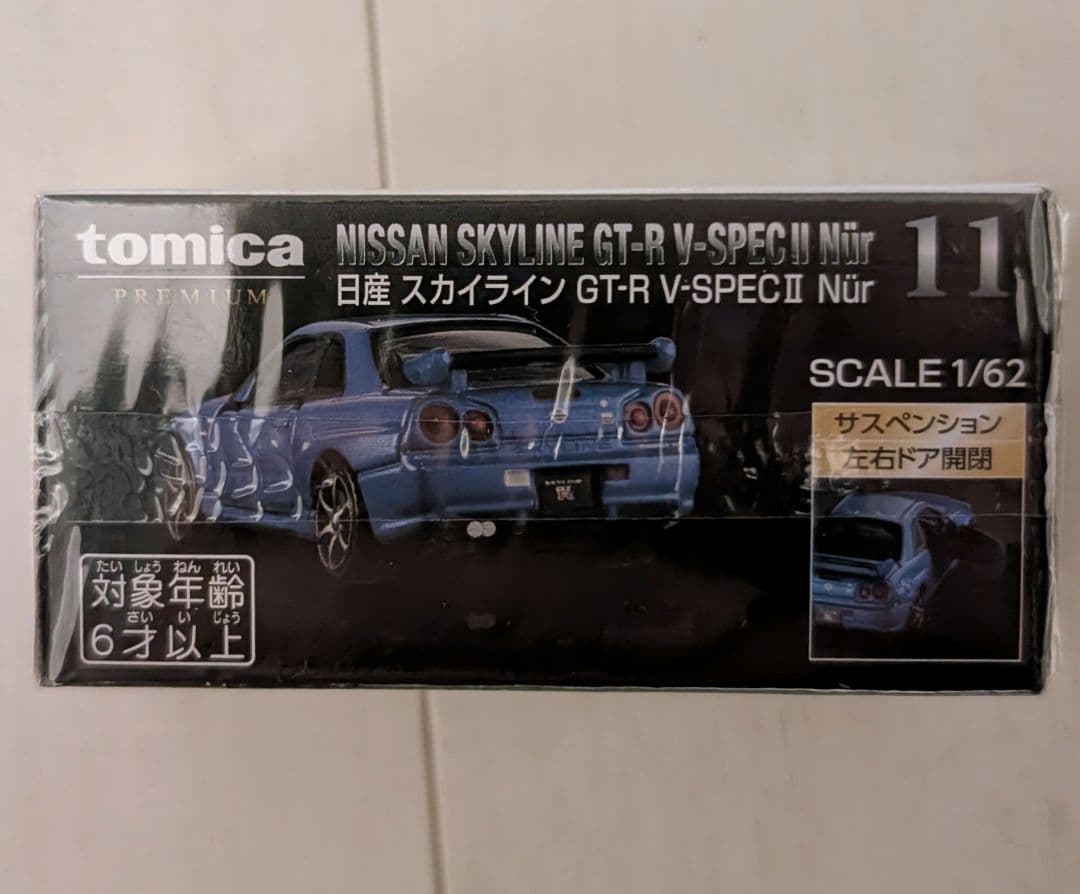 tomica
PREMIUM
NISSAN SKYLINE GT-R V-SPEC II Nür
日産 スカイライン GT-R V-SPECⅡ Nür
11
SCALE 1/62
サスペンション
左右ドア開閉
たい しょう ねん れい
対象年齢
さい い じょう
6才以上